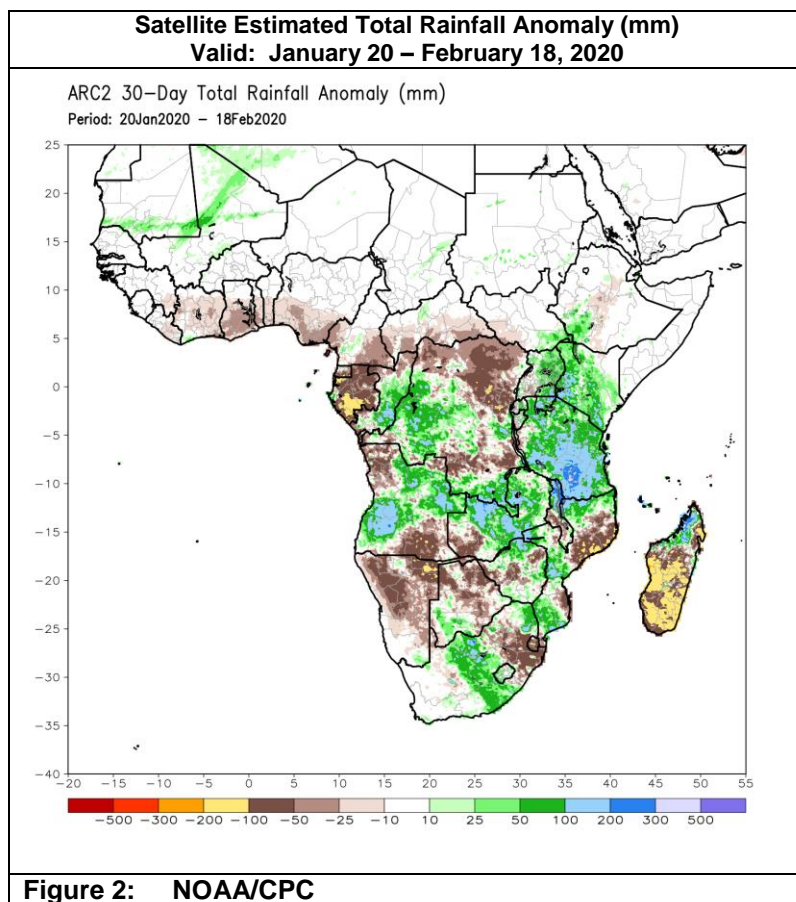 Satellite Estimated Total Rainfall Anomaly (mm)
Valid: January 20 – February 18, 2020
ARC2 30-Day Total Rainfall Anomaly (mm)
Period: 20Jan2020 – 18Feb2020
25
20
15
10
5
0
−5
−10
−15
−20
−25
−30
−35
−40
−20 −15 −10 −5 0 5 10 15 20 25 30 35 40 45 50 55
−500 −300 −200 −100 −50 −25 −10 10 25 50 100 200 300 500
Figure 2: NOAA/CPC